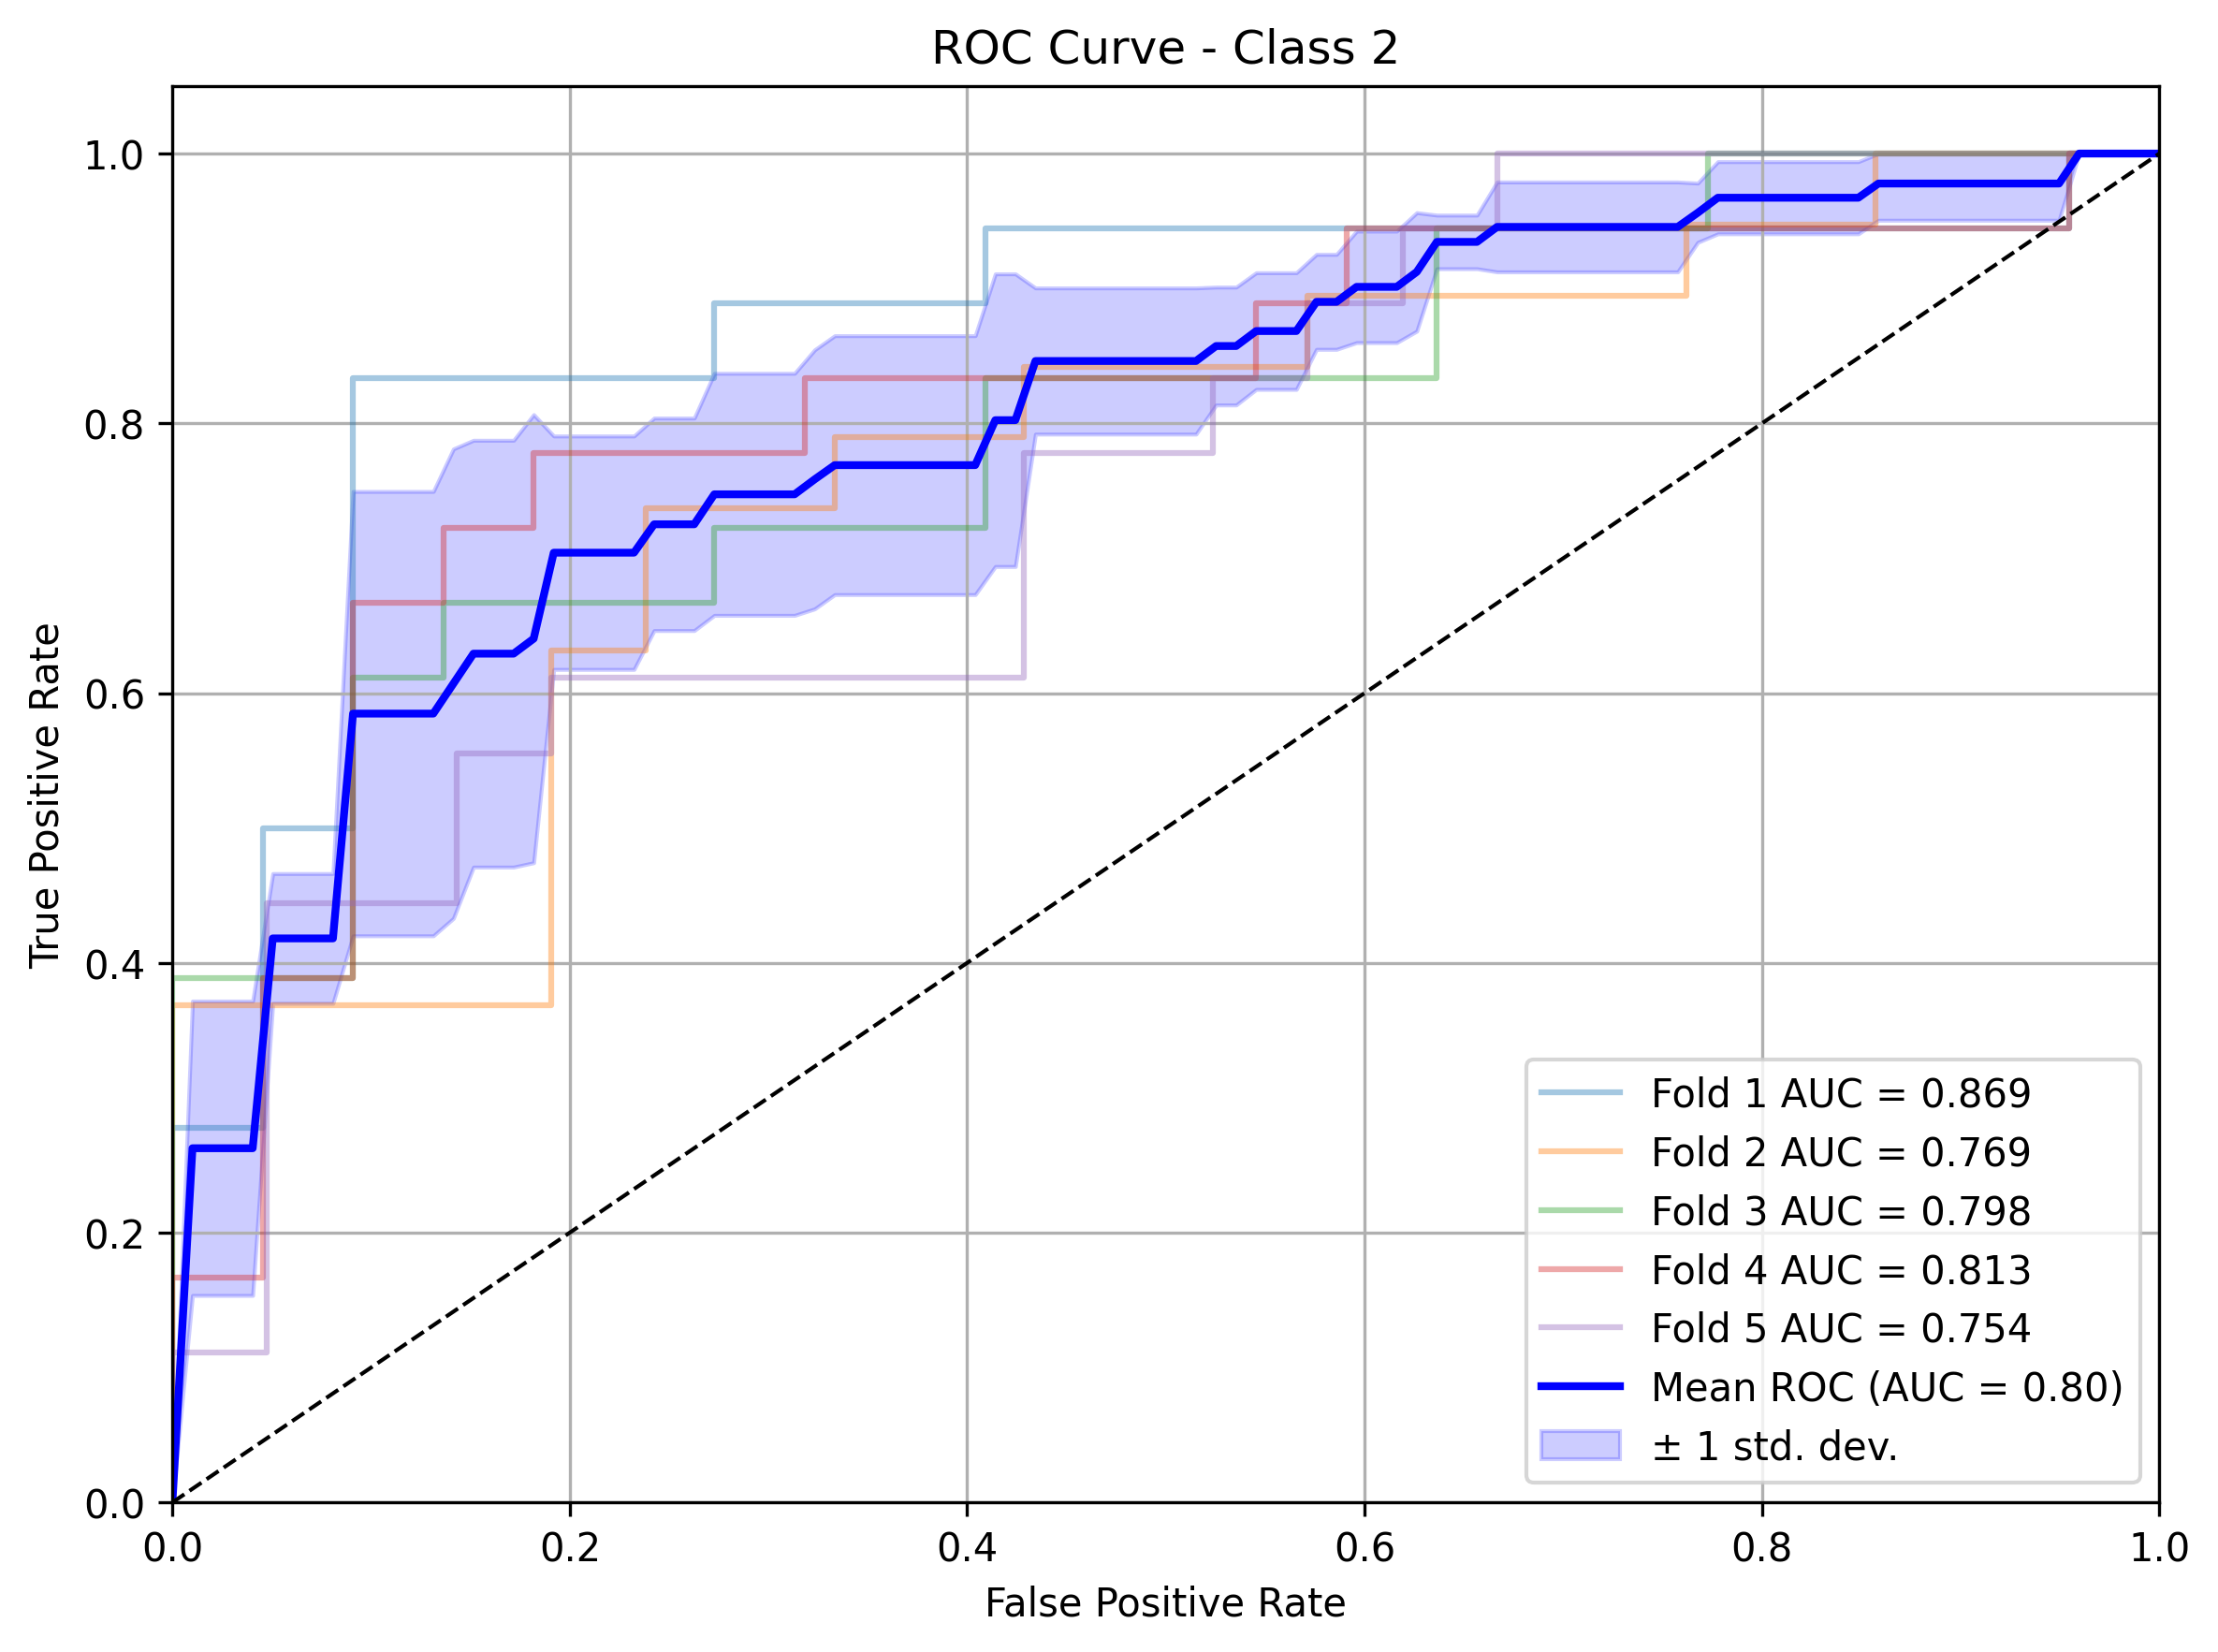 ROC Curve - Class 2
True Positive Rate
1.0
0.8
0.6
0.4
0.2
0.0
0.0 0.2 0.4 0.6 0.8 1.0
False Positive Rate
Fold 1 AUC = 0.869
Fold 2 AUC = 0.769
Fold 3 AUC = 0.798
Fold 4 AUC = 0.813
Fold 5 AUC = 0.754
Mean ROC (AUC = 0.80)
± 1 std. dev.